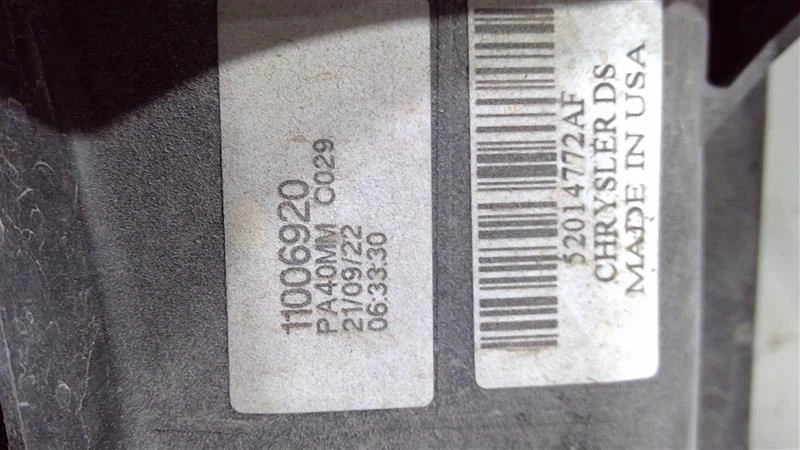 11006920
PA40MM C029
21/09/22
06:33:30
52014772AF
CHRYSLER DS
MADE IN USA